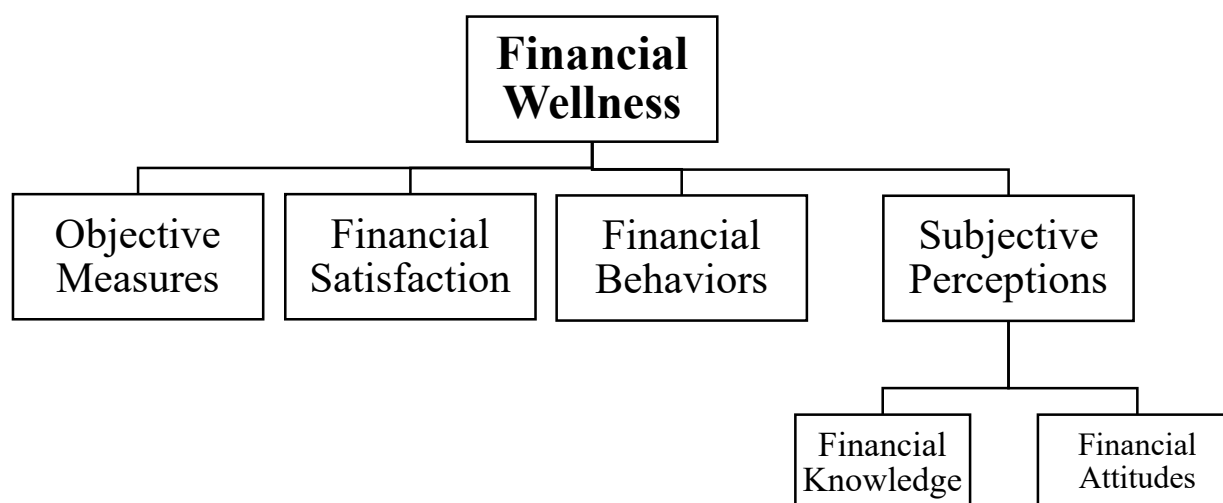 Financial
Wellness
Objective
Measures
Financial
Satisfaction
Financial
Behaviors
Subjective
Perceptions
Financial
Knowledge
Financial
Attitudes